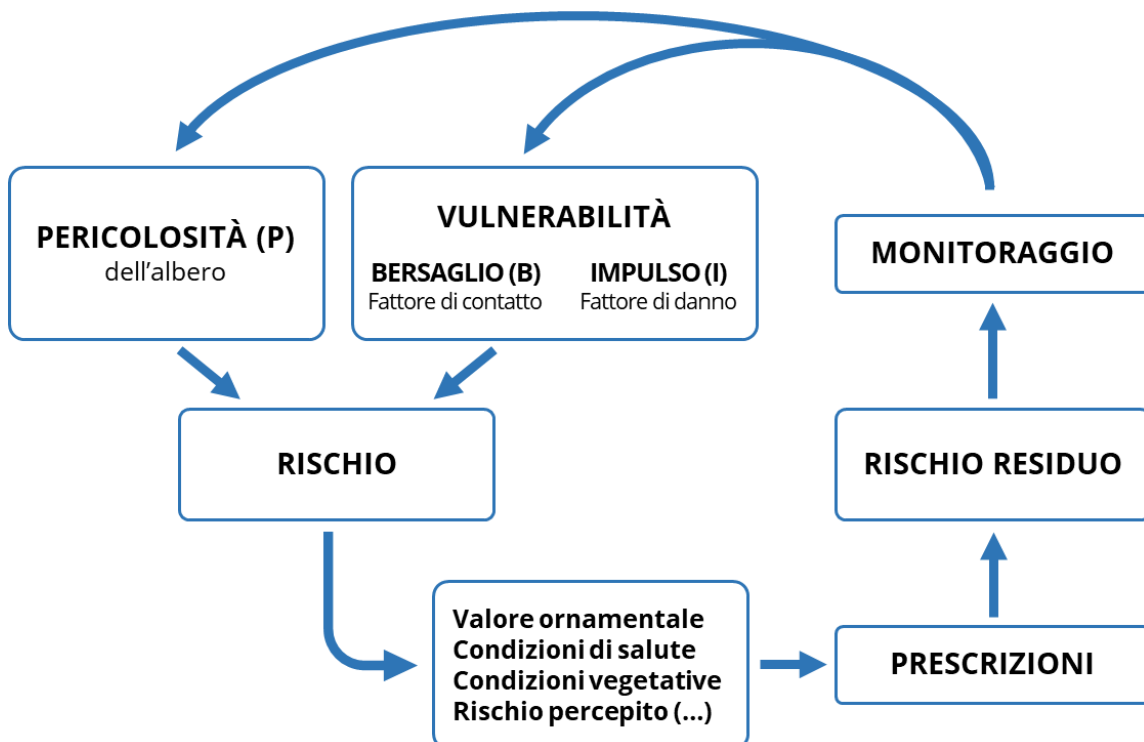 PERICOLOSITÀ (P)
dell'albero
VULNERABILITÀ
BERSAGLIO (B)
Fattore di contatto
IMPULSO (I)
Fattore di danno
RISCHIO
Valore ornamentale
Condizioni di salute
Condizioni vegetative
Rischio percepito (...)
PRESCRIZIONI
RISCHIO RESIDUO
MONITORAGGIO